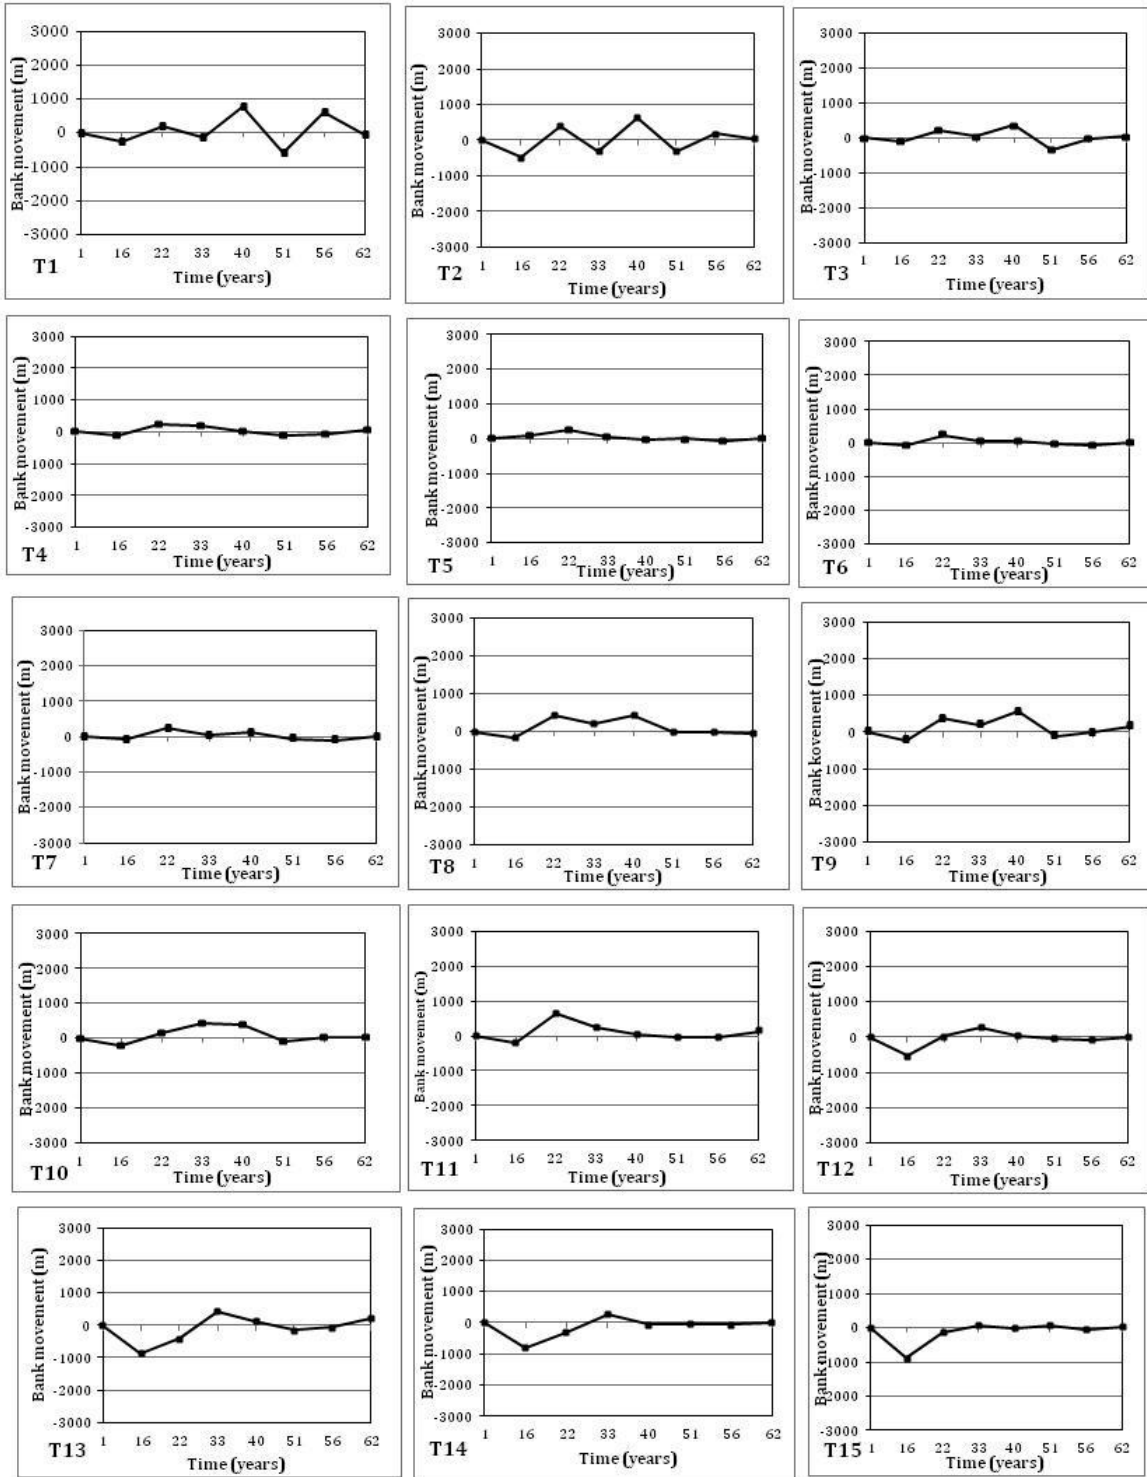 Bank movement (m)
3000
2000
1000
0
-1000
-2000
-3000
1 16 22 33 40 51 56 62
Time (years)
T1
Bank movement (m)
3000
2000
1000
0
-1000
-2000
-3000
1 16 22 33 40 51 56 62
Time (years)
T2
Bank movement (m)
3000
2000
1000
0
-1000
-2000
-3000
1 16 22 33 40 51 56 62
Time (years)
T3
Bank movement (m)
3000
2000
1000
0
-1000
-2000
-3000
1 16 22 33 40 51 56 62
Time (years)
T4
Bank movement (m)
3000
2000
1000
0
-1000
-2000
-3000
1 16 22 33 40 51 56 62
Time (years)
T5
Bank movement (m)
3000
2000
1000
0
-1000
-2000
-3000
1 16 22 33 40 51 56 62
Time (years)
T6
Bank movement (m)
3000
2000
1000
0
-1000
-2000
-3000
1 16 22 33 40 51 56 62
Time (years)
T7
Bank movement (m)
3000
2000
1000
0
-1000
-2000
-3000
1 16 22 33 40 51 56 62
Time (years)
T8
Bank kovement (m)
3000
2000
1000
0
-1000
-2000
-3000
1 16 22 33 40 51 56 62
Time (years)
T9
Bank movement (m)
3000
2000
1000
0
-1000
-2000
-3000
1 16 22 33 40 51 56 62
Time (years)
T10
Bank movement (m)
3000
2000
1000
0
-1000
-2000
-3000
1 16 22 33 40 51 56 62
Time (years)
T11
Bank movement (m)
3000
2000
1000
0
-1000
-2000
-3000
1 16 22 33 40 51 56 62
Time (years)
T12
Bank movement (m)
3000
2000
1000
0
-1000
-2000
-3000
1 16 22 33 40 51 56 62
Time (years)
T13
Bank movement (m)
3000
2000
1000
0
-1000
-2000
-3000
1 16 22 33 40 51 56 62
Time (years)
T14
Bank movement (m)
3000
2000
1000
0
-1000
-2000
-3000
1 16 22 33 40 51 56 62
Time (years)
T15